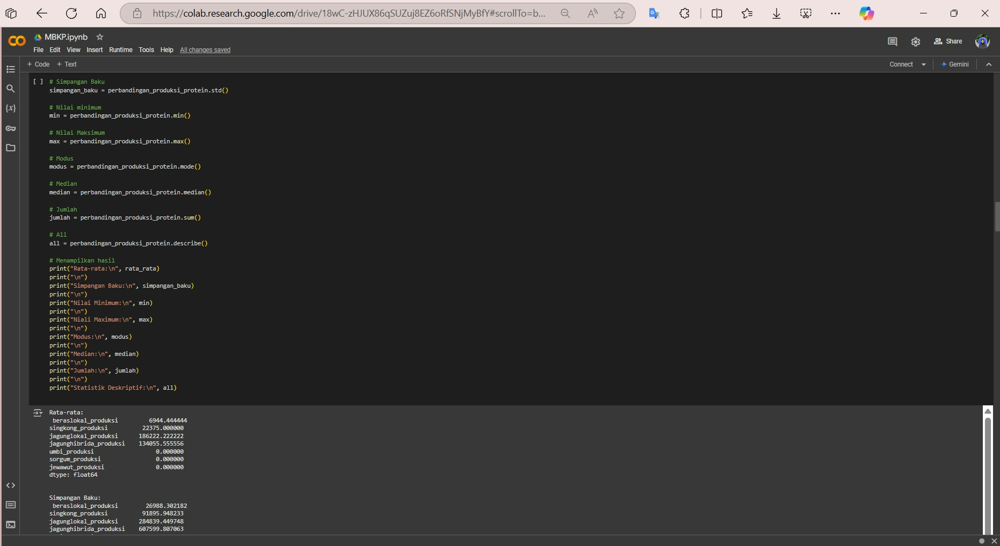 https://colab.research.google.com/drive/18wC-zHJUX86qSUZuj8EZ6oRfSNjMyBfY#scrollTo=b...
MBKP.ipynb
File Edit View Insert Runtime Tools Help All changes saved
Share
+ Code + Text
Connect
Gemini
[ ] # Simpangan Baku
simpangan_baku = perbandingan_produksi_protein.std()
# Nilai minimum
min = perbandingan_produksi_protein.min()
# Nilai Maksimum
max = perbandingan_produksi_protein.max()
# Modus
modus = perbandingan_produksi_protein.mode()
# Median
median = perbandingan_produksi_protein.median()
# Jumlah
jumlah = perbandingan_produksi_protein.sum()
# All
all = perbandingan_produksi_protein.describe()
# Menampilkan hasil
print("Rata-rata:\n", rata_rata)
print("\n")
print("Simpangan Baku:\n", simpangan_baku)
print("\n")
print("Nilai Minimum:\n", min)
print("\n")
print("Niali Maximum:\n", max)
print("\n")
print("Modus:\n", modus)
print("\n")
print("Median:\n", median)
print("\n")
print("Jumlah:\n", jumlah)
print("\n")
print("Statistik Deskriptif:\n", all)
Rata-rata:
beraslokal_produksi 6944.444444
singkong_produksi 22375.000000
jagunglokal_produksi 186222.222222
jagunghibrida_produksi 134055.555556
umbi_produksi 0.000000
sorgum_produksi 0.000000
jewawut_produksi 0.000000
dtype: float64
Simpangan Baku:
beraslokal_produksi 26988.302182
singkong_produksi 91895.948233
jagunglokal_produksi 284839.449748
jagunghibrida_produksi 607599.807063